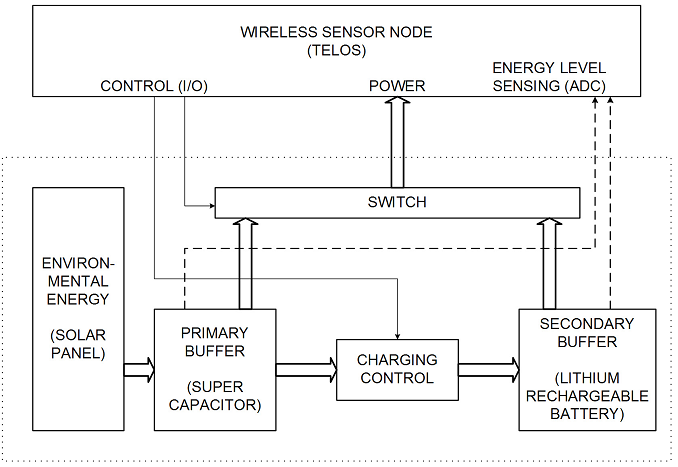 WIRELESS SENSOR NODE
(TELOS)
CONTROL (I/O)
POWER
ENERGY LEVEL
SENSING (ADC)
SWITCH
ENVIRON-
MENTAL
ENERGY
(SOLAR
PANEL)
PRIMARY
BUFFER
(SUPER
CAPACITOR)
CHARGING
CONTROL
SECONDARY
BUFFER
(LITHIUM
RECHARGEABLE
BATTERY)